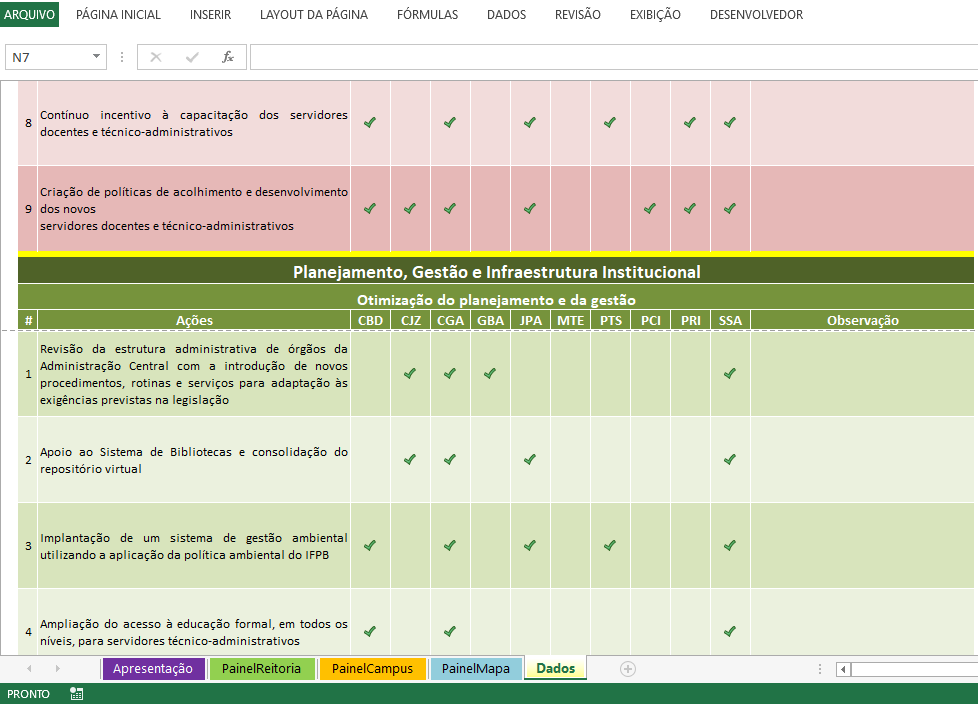 ARQUIVO PÁGINA INICIAL INSERIR LAYOUT DA PÁGINA FÓRMULAS DADOS REVISÃO EXIBIÇÃO DESENVOLVEDOR
N7 fx
8 Contínuo incentivo à capacitação dos servidores
docentes e técnico-administrativos
Criação de políticas de acolhimento e desenvolvimento
9 dos novos
servidores docentes e técnico-administrativos
Planejamento, Gestão e Infraestrutura Institucional
Otimização do planejamento e da gestão
# Ações CBD CJZ CGA GBA JPA MTE PTS PCI PRI SSA Observação
Revisão da estrutura administrativa de órgãos da
Administração Central com a introdução de novos
1 procedimentos, rotinas e serviços para adaptação às
exigências previstas na legislação
2 Apoio ao Sistema de Bibliotecas e consolidação do
repositório virtual
3 Implantação de um sistema de gestão ambiental
utilizando a aplicação da política ambiental do IFPB
4 Ampliação do acesso à educação formal, em todos os
níveis, para servidores técnico-administrativos
Apresentação PainelReitoria PainelCampus PainelMapa Dados
PRONTO